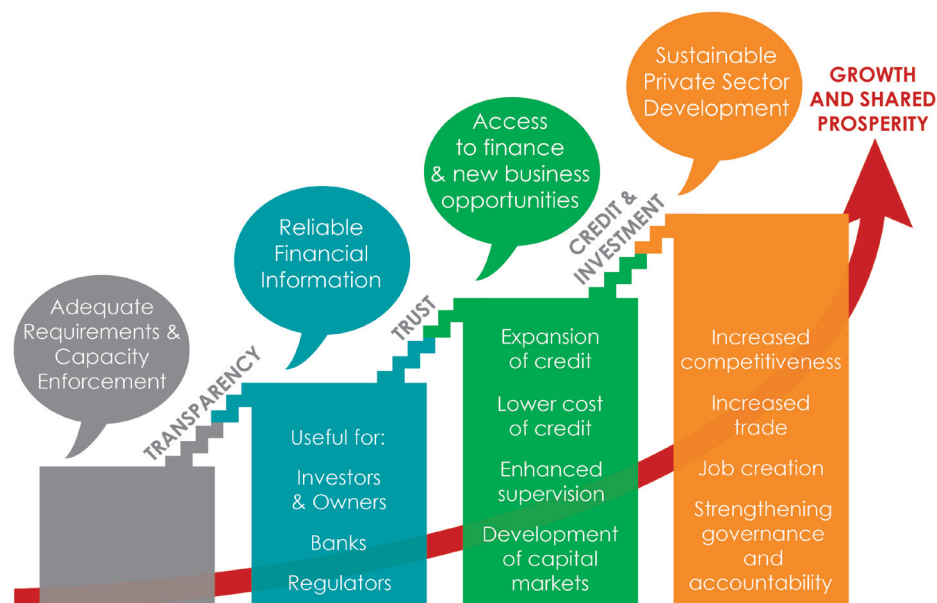 Adequate
Requirements &
Capacity
Enforcement
TRANSPARENCY
Reliable
Financial
Information
Useful for:
Investors
& Owners
Banks
Regulators
TRUST
Access
to finance
& new business
opportunities
Expansion
of credit
Lower cost
of credit
Enhanced
supervision
Development
of capital
markets
CREDIT &
INVESTMENT
Sustainable
Private Sector
Development
Increased
competitiveness
Increased
trade
Job creation
Strengthening
governance
and
accountability
GROWTH
AND SHARED
PROSPERITY